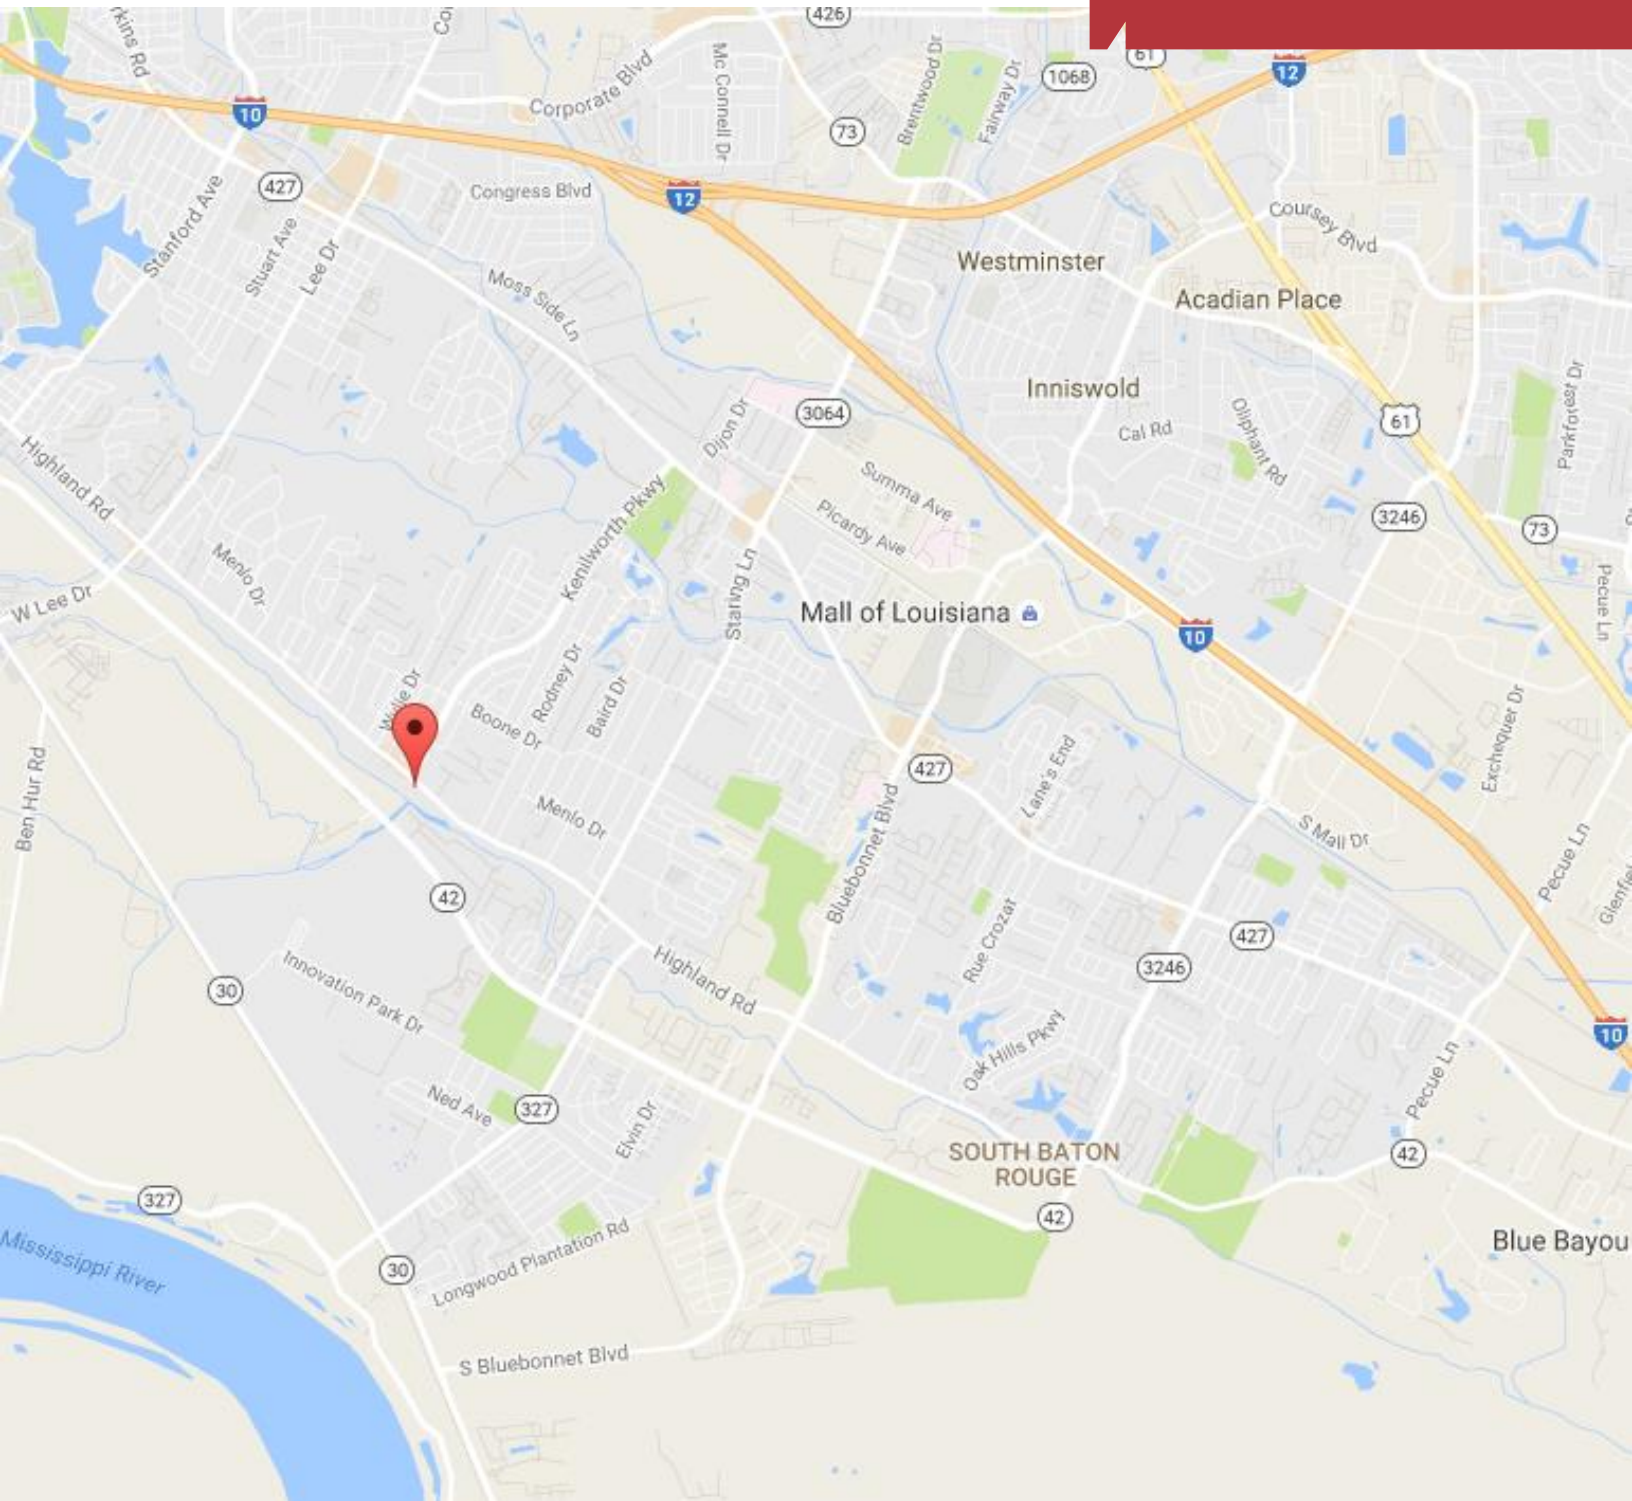 426
61
12
1068
Corporate Blvd
Mc Connell Dr
Brentwood Dr
Fairway Dr
73
10
427
Congress Blvd
12
Stanford Ave
Stuart Ave
Lee Dr
Moss Side Ln
Westminster
Coursey Blvd
Acadian Place
Inniswold
Cal Rd
Oliphant Rd
61
Parkforest Dr
3064
Dijon Dr
Highland Rd
Summa Ave
Picardy Ave
Kenilworth Pkwy
3246
73
Menlo Dr
W Lee Dr
Staring Ln
Mall of Louisiana
10
Pecue Ln
Boone Dr
Rodney Dr
Baird Dr
Exchequer Dr
Ben Hur Rd
427
Lane's End
Menlo Dr
Bluebonnet Blvd
S Mall Dr
Pecue Ln
42
Rue Crozat
427
3246
Highland Rd
30
Innovation Park Dr
Oak Hills Pkwy
10
Pecue Ln
Ned Ave
327
Elvin Dr
SOUTH BATON
ROUGE
42
327
42
Blue Bayou
Mississippi River
30
Longwood Plantation Rd
S Bluebonnet Blvd